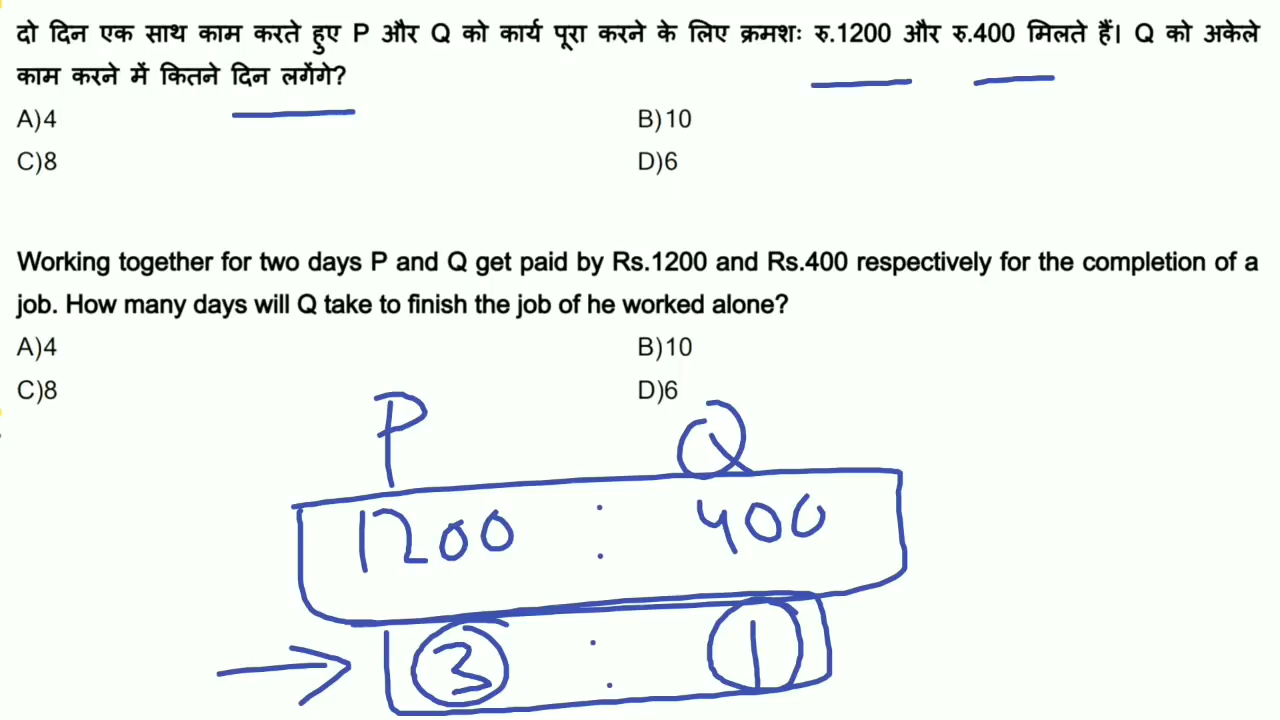 दो दिन एक साथ काम करते हुए P और Q को कार्य पूरा करने के लिए क्रमशः रु.1200 और रु.400 मिलते हैं। Q को अकेले
काम करने में कितने दिन लगेंगे?
A)4 B)10
C)8 D)6
Working together for two days P and Q get paid by Rs.1200 and Rs.400 respectively for the completion of a
job. How many days will Q take to finish the job of he worked alone?
A)4 B)10
C)8 D)6
P Q
1200 : 400
3 : 1